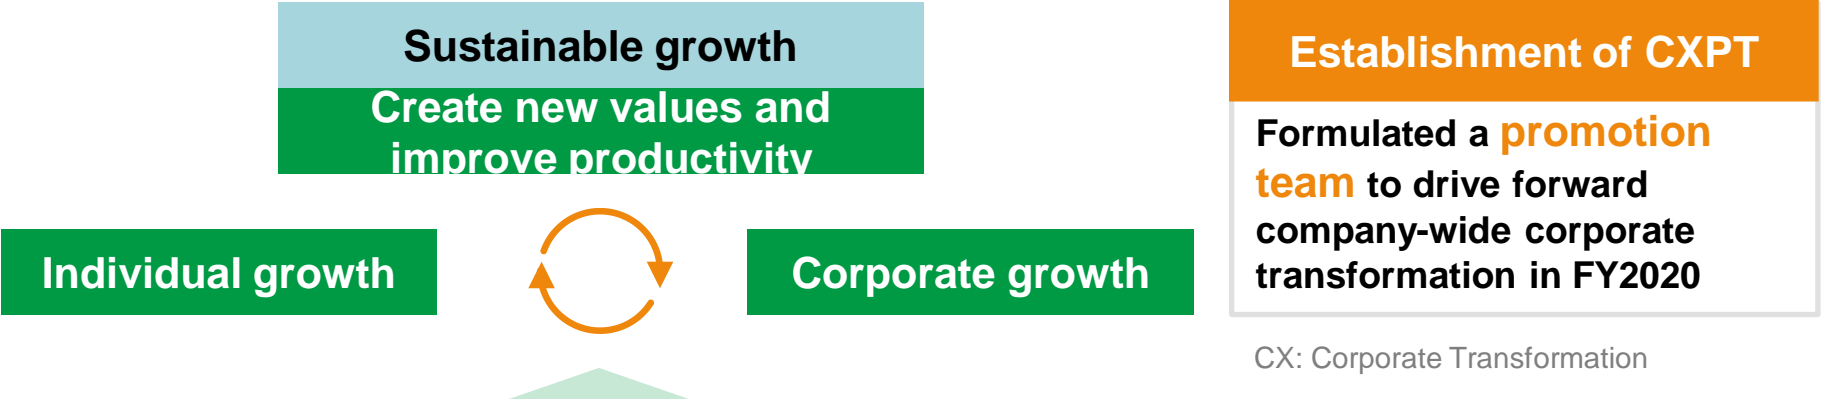 Sustainable growth
Create new values and
improve productivity
Individual growth
Corporate growth
Establishment of CXPT
Formulated a promotion
team to drive forward
company-wide corporate
transformation in FY2020
CX: Corporate Transformation